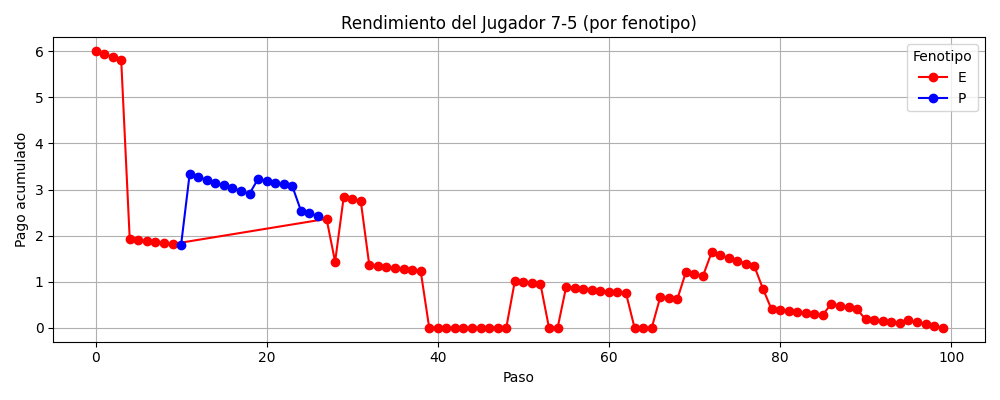 Rendimiento del Jugador 7-5 (por fenotipo)
Pago acumulado
6
5
4
3
2
1
0
Fenotipo
E
P
0 20 40 60 80 100
Paso